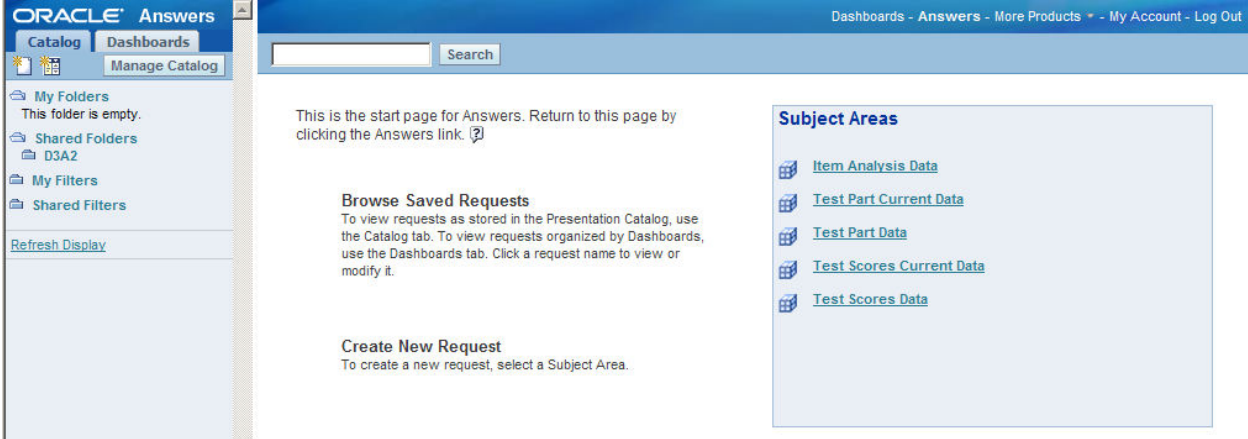 ORACLE Answers
Dashboards - Answers - More Products - My Account - Log Out
Catalog Dashboards
Manage Catalog
Search
My Folders
This folder is empty.
Shared Folders
D3A2
My Filters
Shared Filters
Refresh Display
This is the start page for Answers. Return to this page by
clicking the Answers link. ?
Browse Saved Requests
To view requests as stored in the Presentation Catalog, use
the Catalog tab. To view requests organized by Dashboards,
use the Dashboards tab. Click a request name to view or
modify it.
Create New Request
To create a new request, select a Subject Area.
Subject Areas
Item Analysis Data
Test Part Current Data
Test Part Data
Test Scores Current Data
Test Scores Data